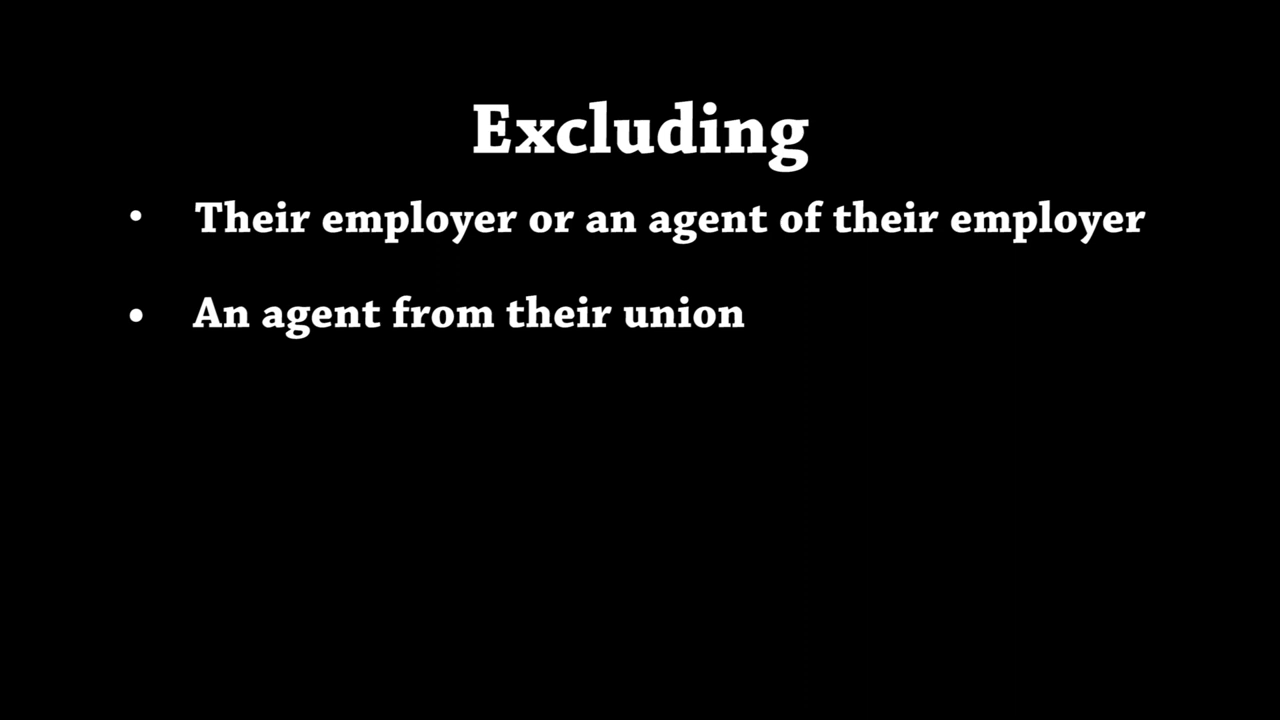 Excluding
• Their employer or an agent of their employer
• An agent from their union